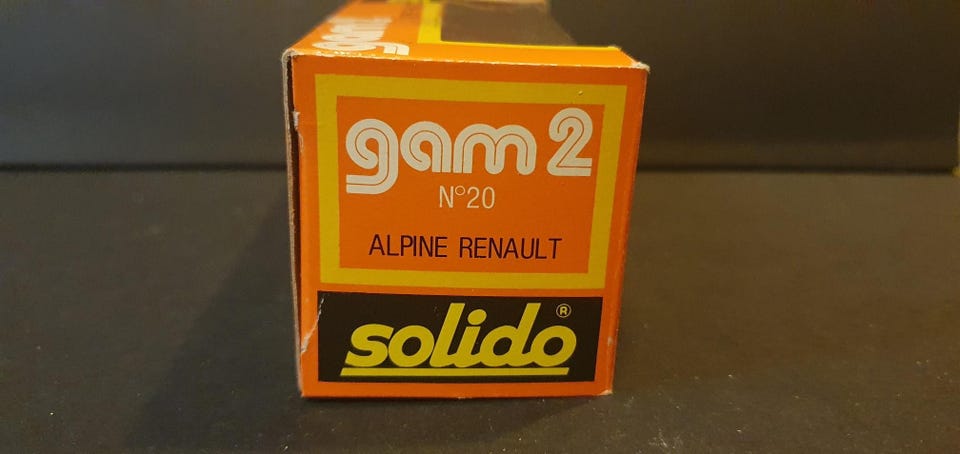 gam 2
N°20
ALPINE RENAULT
solido®